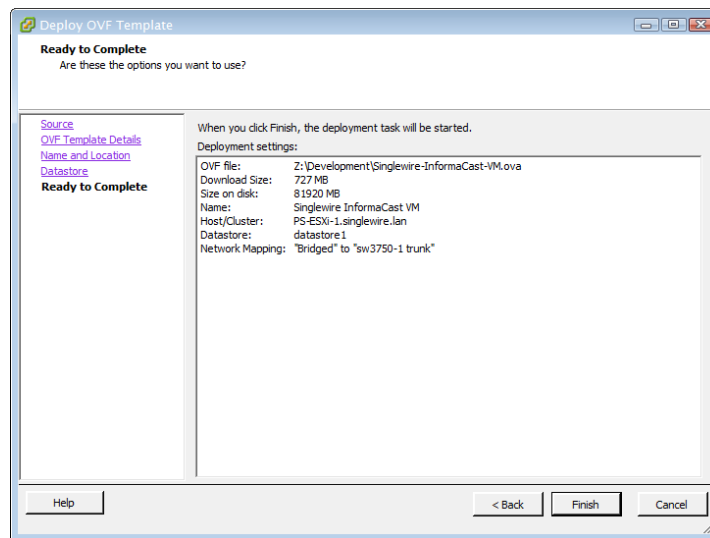 Deploy OVF Template
Ready to Complete
Are these the options you want to use?
Source
OVF Template Details
Name and Location
Datastore
Ready to Complete
When you click Finish, the deployment task will be started.
Deployment settings:
OVF file: Z:\Development\Singlewire-InformaCast-VM.ova
Download Size: 727 MB
Size on disk: 81920 MB
Name: Singlewire InformaCast VM
Host/Cluster: PS-ESXi-1.singlewire.lan
Datastore: datastore1
Network Mapping: "Bridged" to "sw3750-1 trunk"
Help
< Back
Finish
Cancel